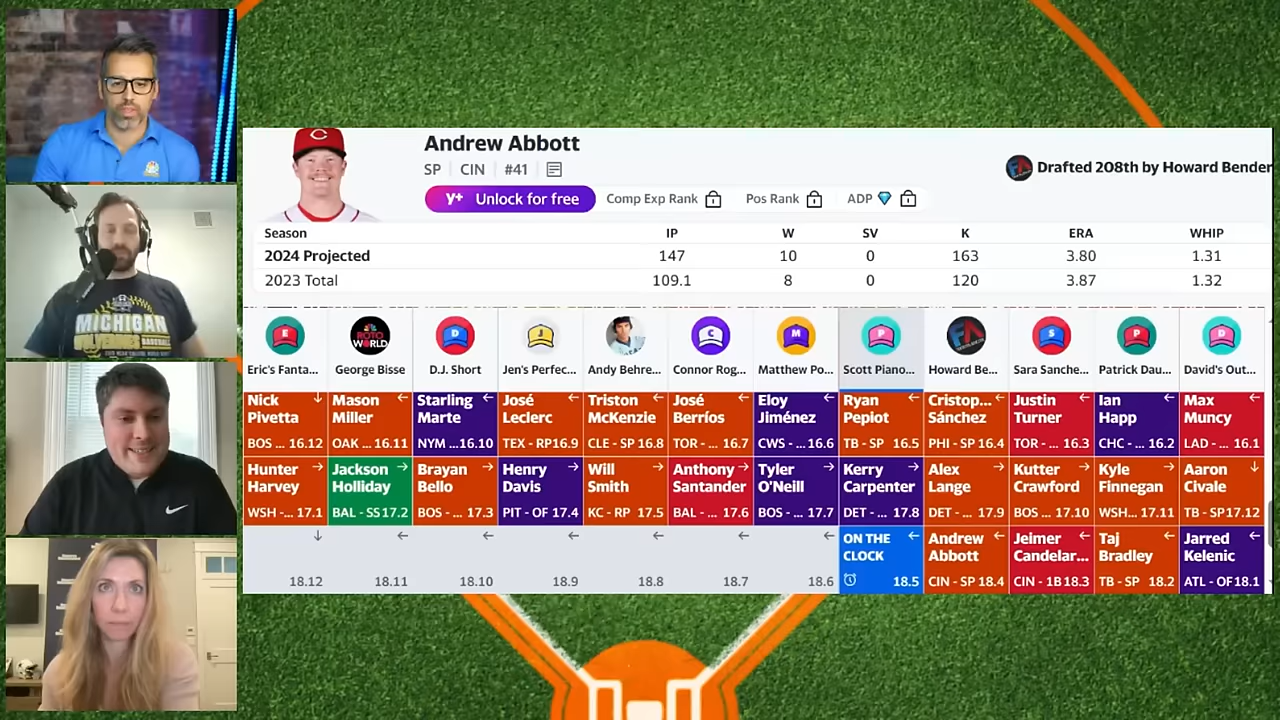 Andrew Abbott
SP CIN #41
Drafted 208th by Howard Bender
y+ Unlock for free Comp Exp Rank Pos Rank ADP
Season IP W SV K ERA WHIP
2024 Projected 147 10 0 163 3.80 1.31
2023 Total 109.1 8 0 120 3.87 1.32
E ROTO WORLD D J C M P FA S P D
Eric's Fanta... George Bisse D.J. Short Jen's Perfec... Andy Behre... Connor Rog... Matthew Po... Scott Piano... Howard Be... Sara Sanche... Patrick Dau... David's Out...
Nick Mason Starling José Triston José Eloy Ryan Cristop... Justin Ian Max
Pivetta Miller Marte Leclerc McKenzie Berríos Jiménez Pepiot Sánchez Turner Happ Muncy
BOS ... 16.12 OAK ... 16.11 NYM ...16.10 TEX - RP16.9 CLE - SP 16.8 TOR - ... 16.7 CWS - ... 16.6 TB - SP 16.5 PHI - SP 16.4 TOR - ... 16.3 CHC - ... 16.2 LAD - ... 16.1
Hunter Jackson Brayan Henry Will Anthony Tyler Kerry Alex Kutter Kyle Aaron
Harvey Holliday Bello Davis Smith Santander O'Neill Carpenter Lange Crawford Finnegan Civale
WSH -... 17.1 BAL - SS17.2 BOS - ... 17.3 PIT - OF 17.4 KC - RP 17.5 BAL - ... 17.6 BOS - ... 17.7 DET - ... 17.8 DET - ... 17.9 BOS ... 17.10 WSH... 17.11 TB - SP17.12
ON THE Andrew Jeimer Taj Jarred
CLOCK Abbott Candelar... Bradley Kelenic
18.12 18.11 18.10 18.9 18.8 18.7 18.6 18.5 CIN - SP 18.4 CIN - 1B18.3 TB - SP 18.2 ATL - OF18.1
MICHIGAN
WOLVERINES BASEBALL